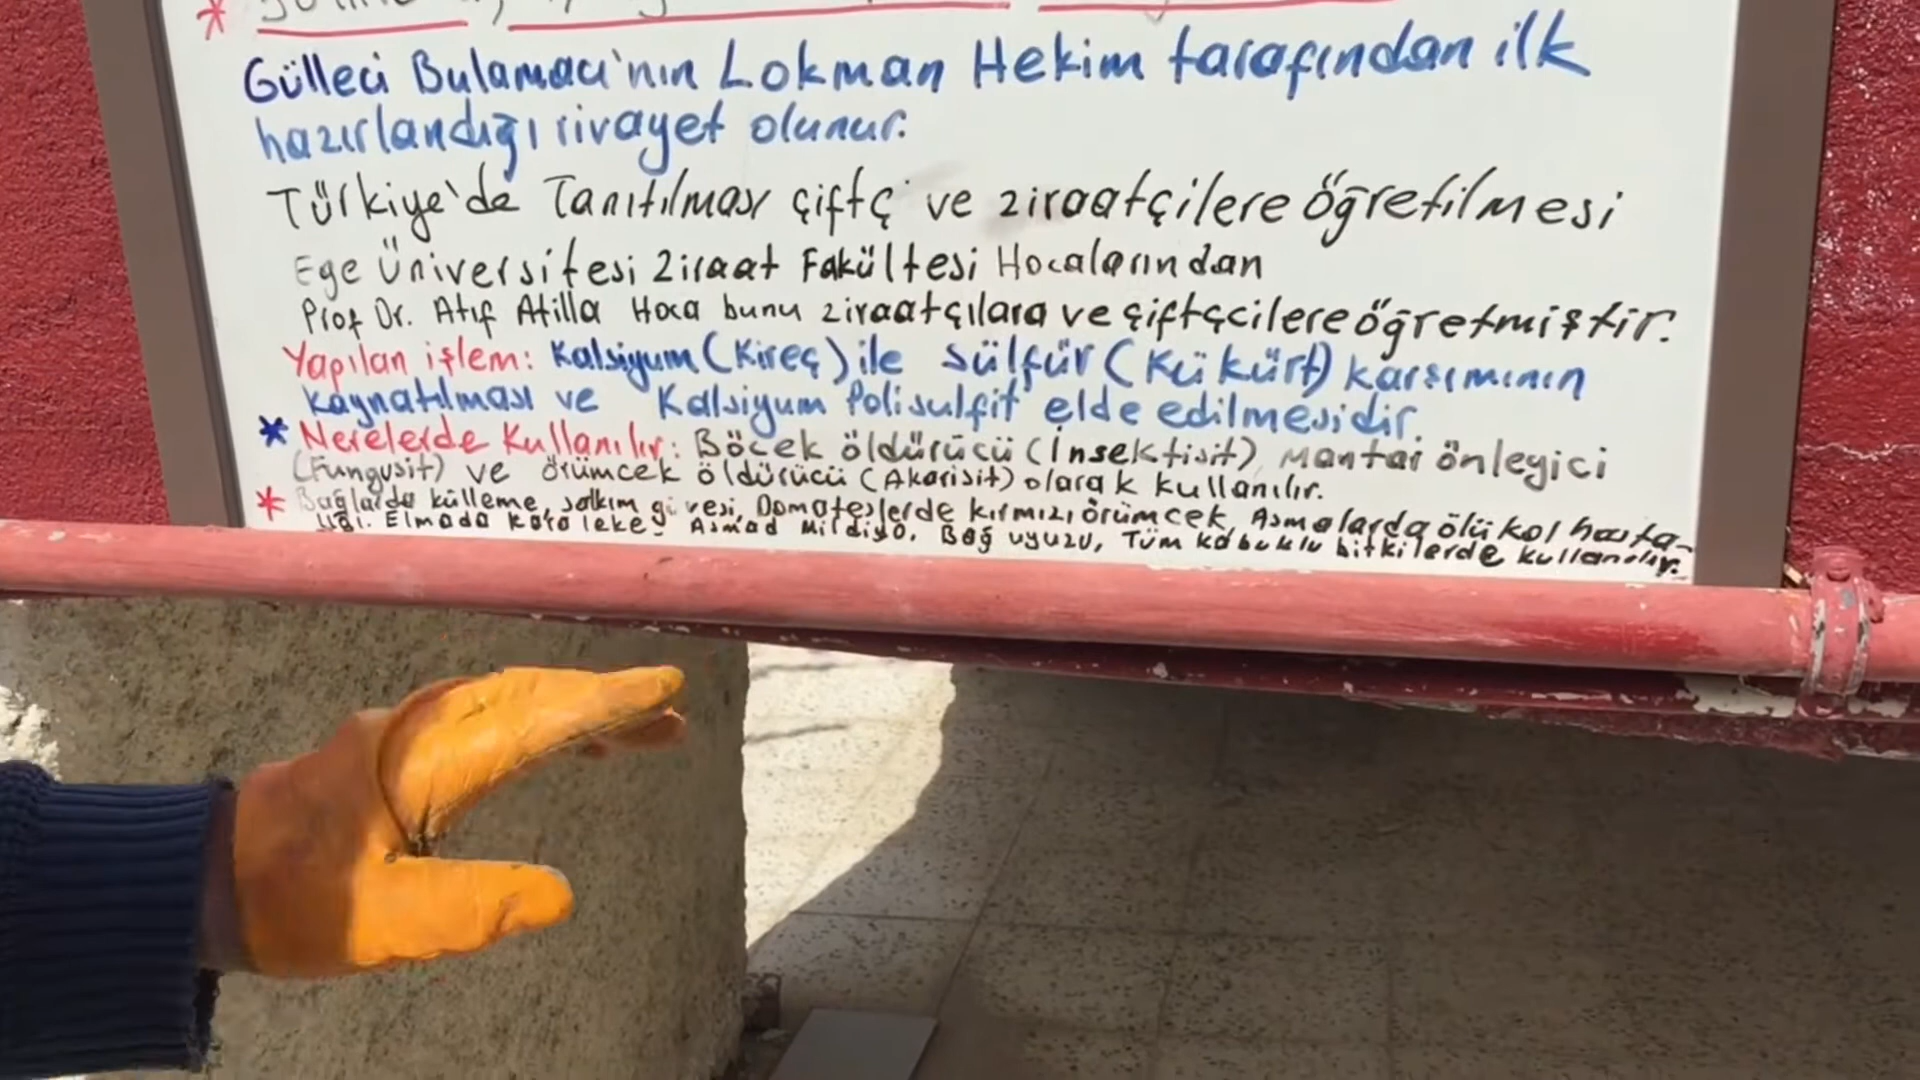 Gülleci Bulamacı'nın Lokman Hekim tarafından ilk
hazırlandığı rivayet olunur.
Türkiye'de Tanıtılması çiftç ve ziraatçilere öğretilmesi
Ege Üniversitesi Ziraat Fakültesi Hocalarından
Prof Dr. Atıf Atilla Hoca bunu ziraatçılara ve çiftçcilere öğretmiştir.
Yapılan işlem: Kalsiyum (Kireç) ile Sülfür (Kükürt) karsımının
kaynatılması ve Kalsiyum Polisulfit elde edilmesidir.
* Nerelerde Kullanılır: Böcek öldürücü (İnsektisit) Mantar önleyici
(Fungusit) ve örümcek öldürücü (Akarisit) olarak kullanılır.
* Bağlarda külleme, salkım güvesi, Domateslerde kırmızı örümcek, Asmalarda ölü kol hasta-
lığı. Elmada kara leke, Asmad Mildiyö, Bağ uyuzu, Tüm kabuklu bitkilerde kullanılır.